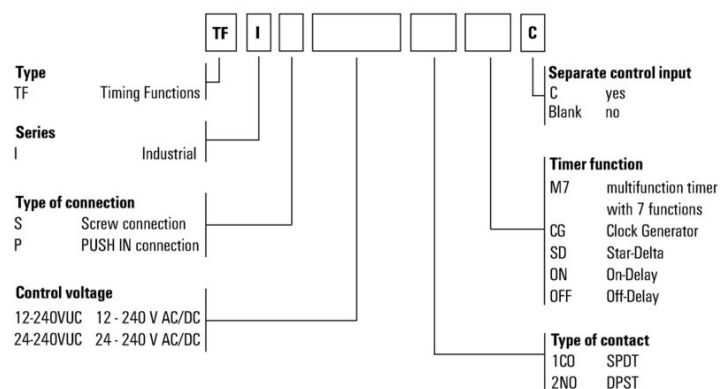 TF I C
Type
TF Timing Functions
Series
I Industrial
Type of connection
S Screw connection
P PUSH IN connection
Control voltage
12-240VUC 12 - 240 V AC/DC
24-240VUC 24 - 240 V AC/DC
Separate control input
C yes
Blank no
Timer function
M7 multifunction timer
with 7 functions
CG Clock Generator
SD Star-Delta
ON On-Delay
OFF Off-Delay
Type of contact
1CO SPDT
2NO DPST